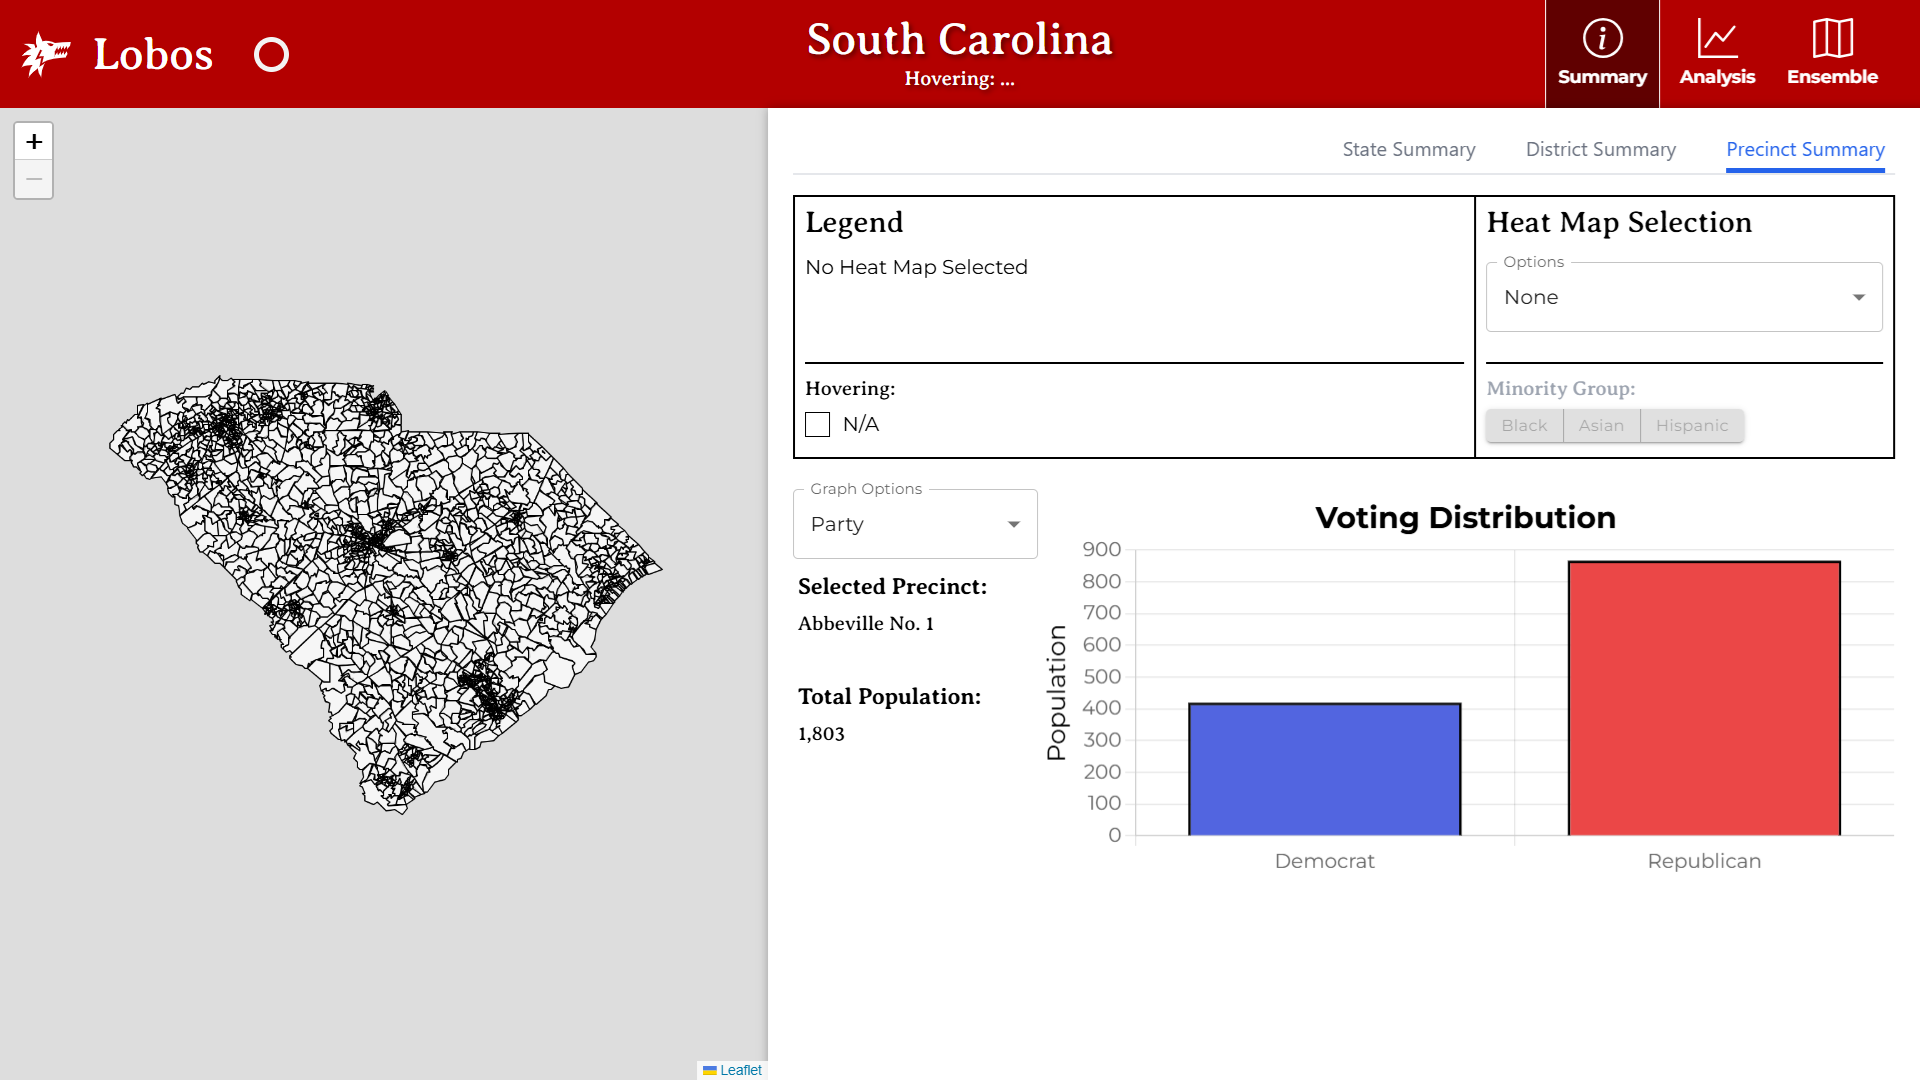 Lobos
South Carolina
Hovering: ...
Summary
Analysis
Ensemble
+
−
State Summary
District Summary
Precinct Summary
Legend
No Heat Map Selected
Hovering:
N/A
Heat Map Selection
Options
None
Minority Group:
Black
Asian
Hispanic
Graph Options
Party
Selected Precinct:
Abbeville No. 1
Total Population:
1,803
Voting Distribution
Population
900
800
700
600
500
400
300
200
100
0
Democrat
Republican
Leaflet